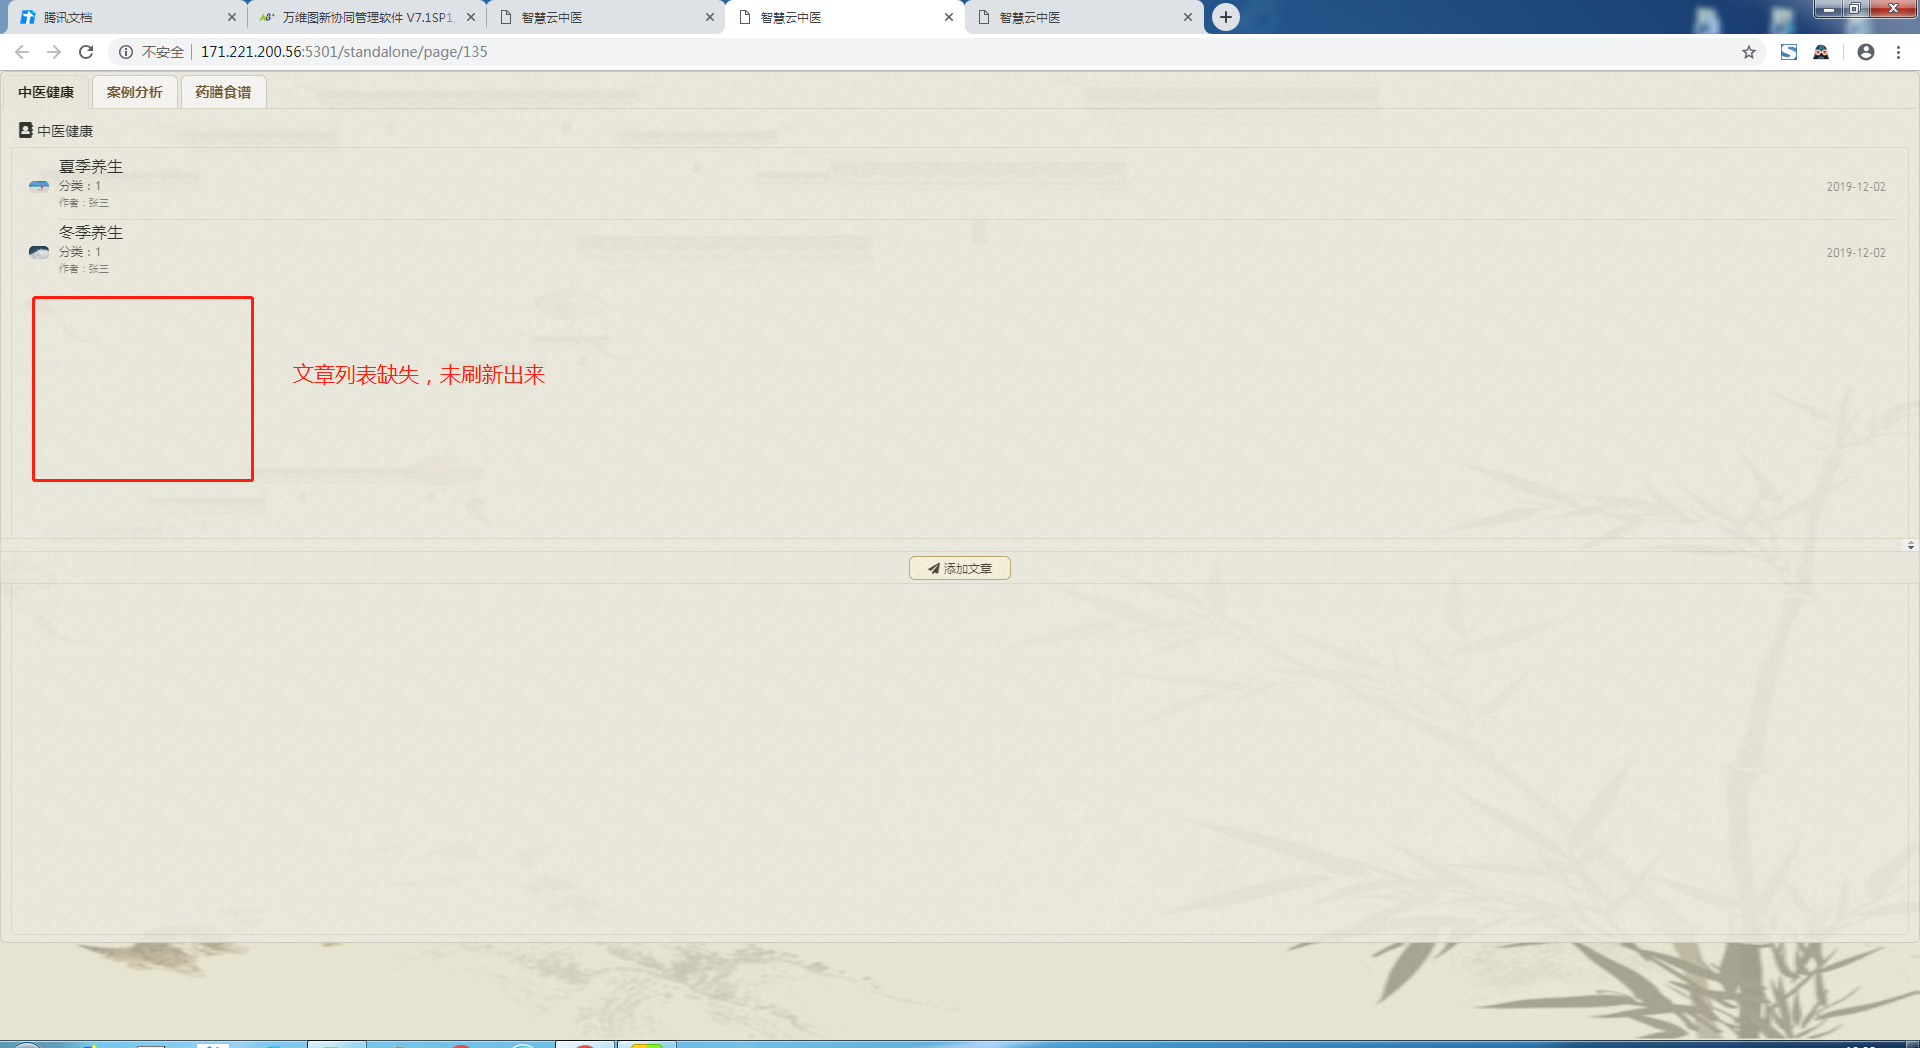 腾讯文档
万维图新协同管理软件 V7.1SP1
智慧云中医
智慧云中医
智慧云中医
不安全
171.221.200.56:5301/standalone/page/135
中医健康
案例分析
药膳食谱
中医健康
夏季养生
分类：1
作者：张三
2019-12-02
冬季养生
分类：1
作者：张三
2019-12-02
文章列表缺失，未刷新出来
添加文章